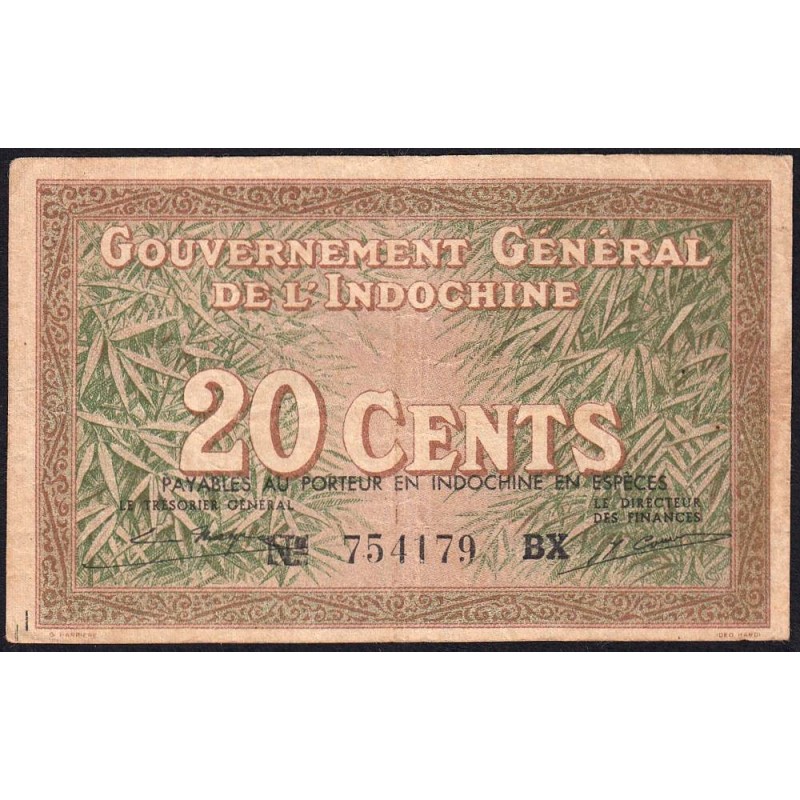 GOUVERNEMENT GÉNÉRAL
DE L'INDOCHINE
20 CENTS
PAYABLES AU PORTEUR EN INDOCHINE EN ESPÈCES
LE TRÉSORIER GÉNÉRAL
LE DIRECTEUR
DES FINANCES
Nº 754179 BX